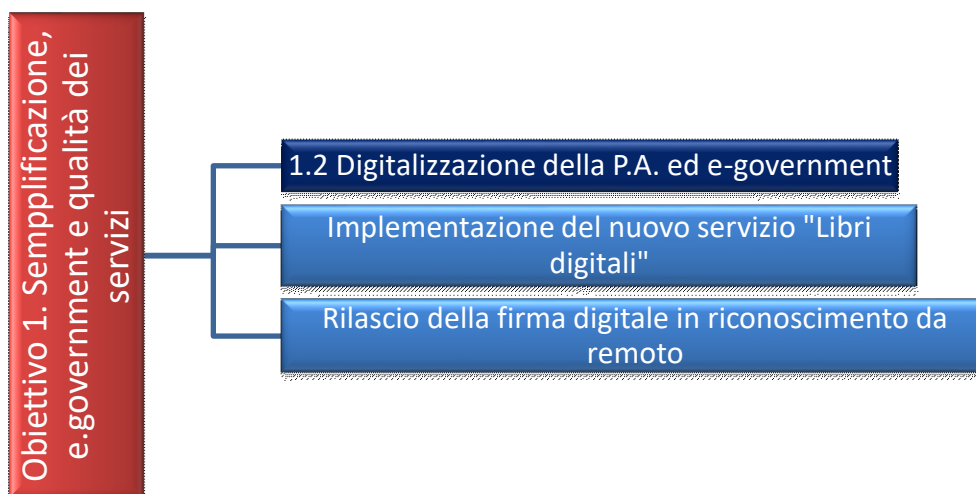 Obiettivo 1. Sempplificazione,
e.government e qualità dei
servizi
1.2 Digitalizzazione della P.A. ed e-government
Implementazione del nuovo servizio "Libri
digitali"
Rilascio della firma digitale in riconoscimento da
remoto